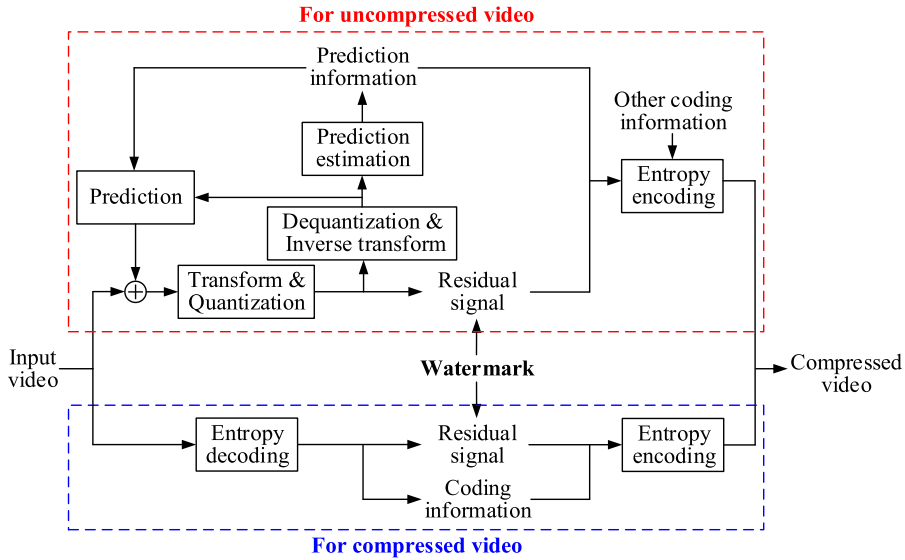 For uncompressed video
Prediction
information
Other coding
information
Prediction
estimation
Prediction
Entropy
encoding
Dequantization &
Inverse transform
Transform &
Quantization
Residual
signal
Input
video
Watermark
Compressed
video
Entropy
decoding
Residual
signal
Entropy
encoding
Coding
information
For compressed video